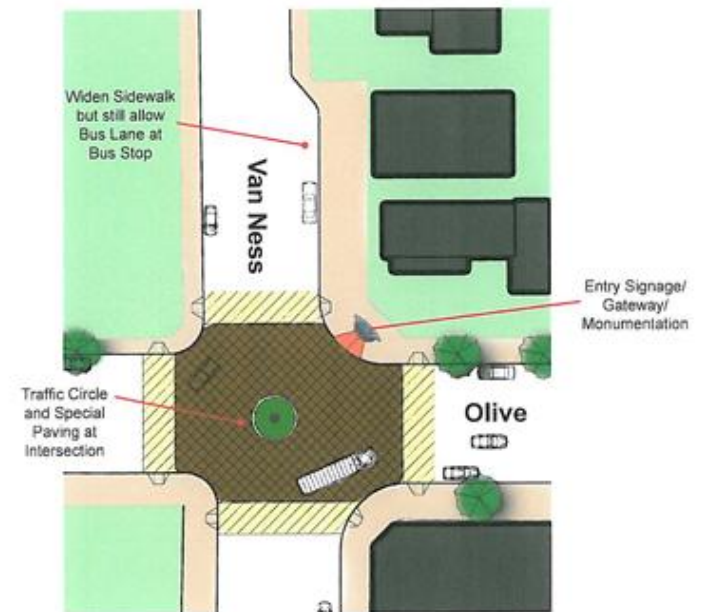 Widen Sidewalk
but still allow
Bus Lane at
Bus Stop
Van Ness
Entry Signage/
Gateway/
Monumentation
Traffic Circle
and Special
Paving at
Intersection
Olive